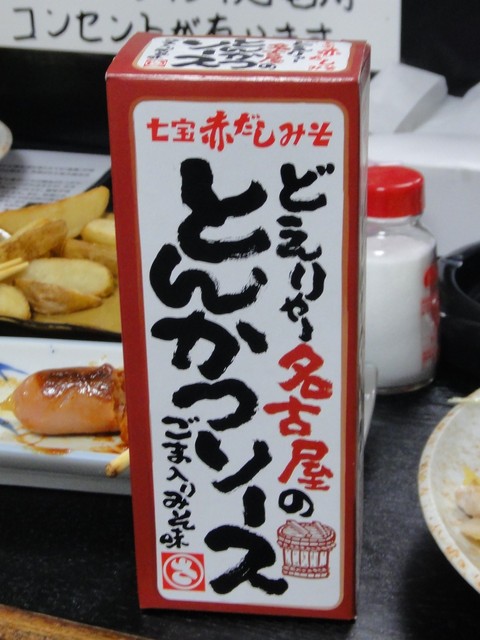 コンセントがあります
七宝赤だしみそ
どえりゃー名古屋の
とんかつソース
ごま入りみそ味